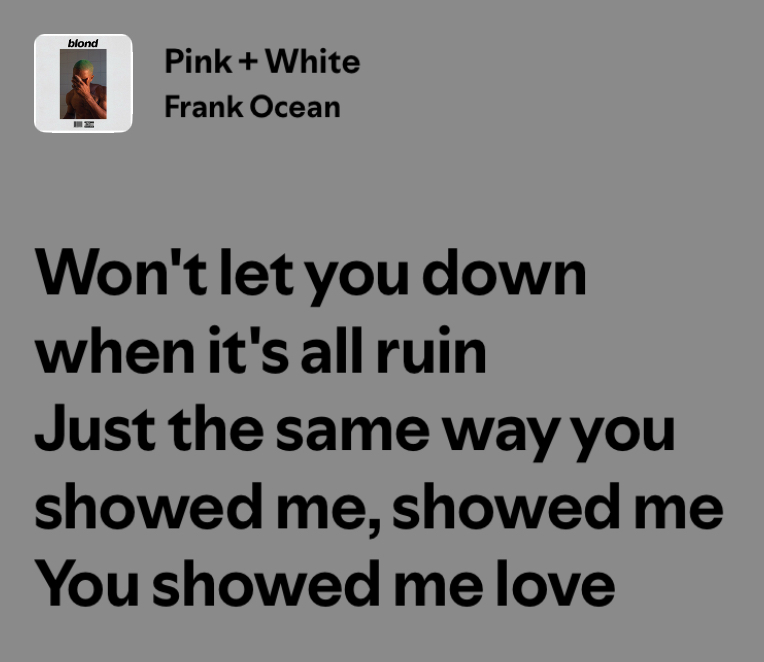 blond
Pink + White
Frank Ocean
Won't let you down
when it's all ruin
Just the same way you
showed me, showed me
You showed me love